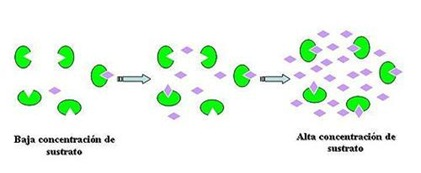 Baja concentración de
sustrato
Alta concentración de
sustrato